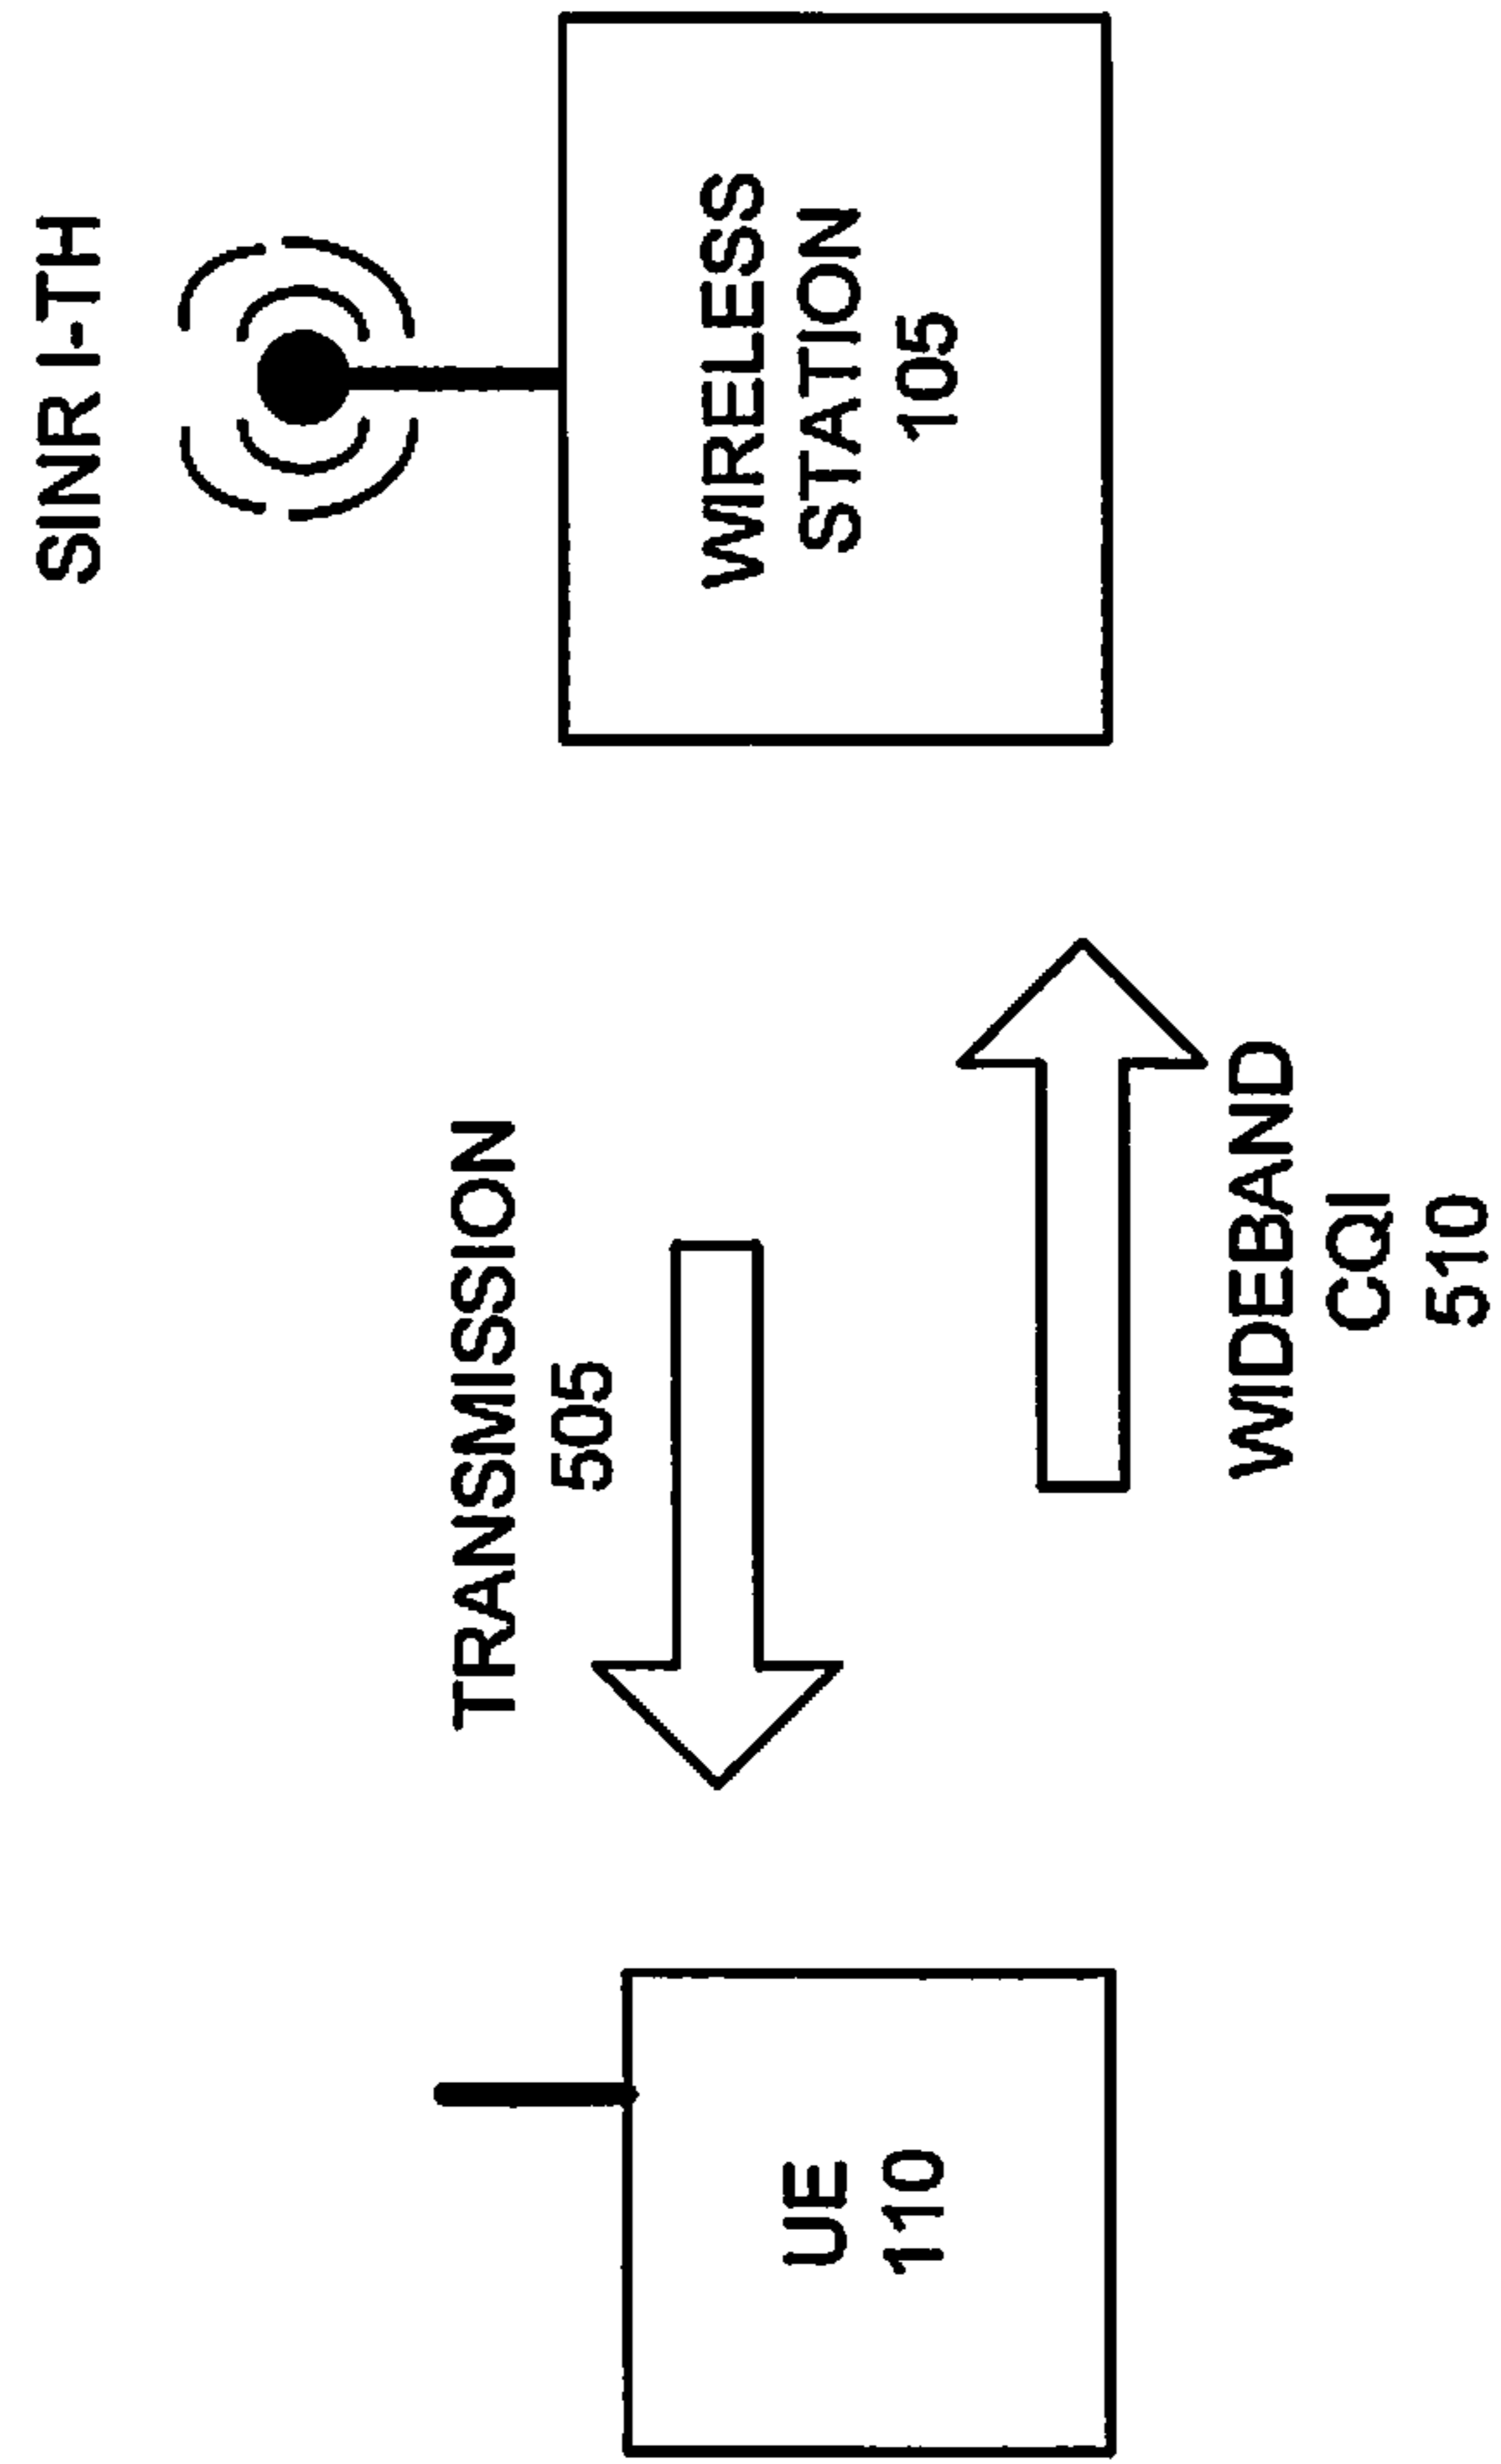 UE
110
TRANSMISSION
505
WIDEBAND
CQI
510
SINR I-TH
WIRELESS
STATION
105